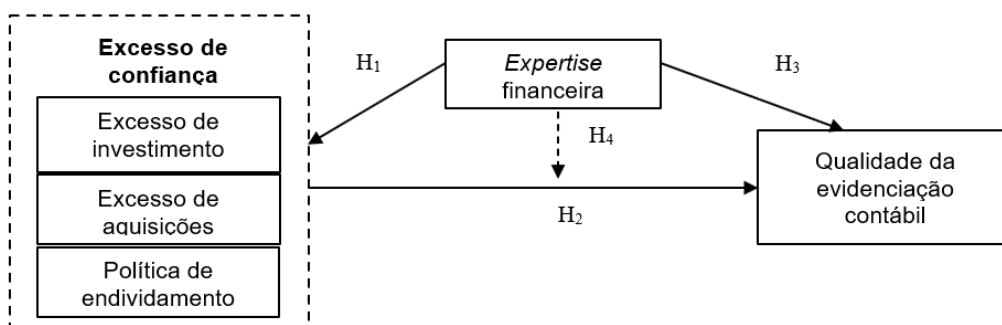 Excesso de
confiança
Excesso de
investimento
Excesso de
aquisições
Política de
endividamento
H1
Expertise
financeira
H3
H4
H2
Qualidade da
evidenciação
contábil